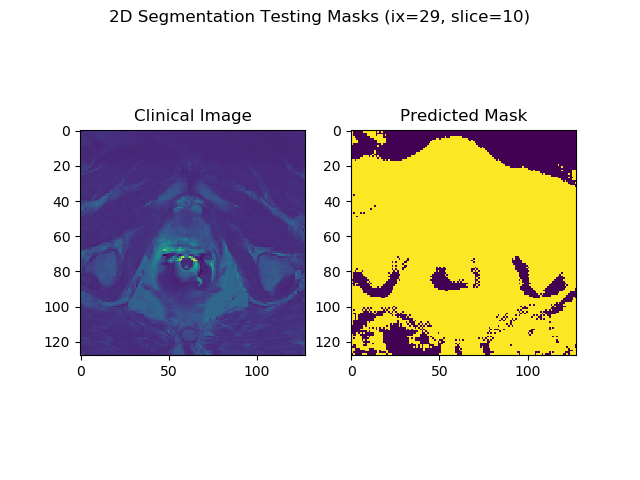 2D Segmentation Testing Masks (ix=29, slice=10)
Clinical Image Predicted Mask
0 0
20 20
40 40
60 60
80 80
100 100
120 120
0 50 100 0 50 100